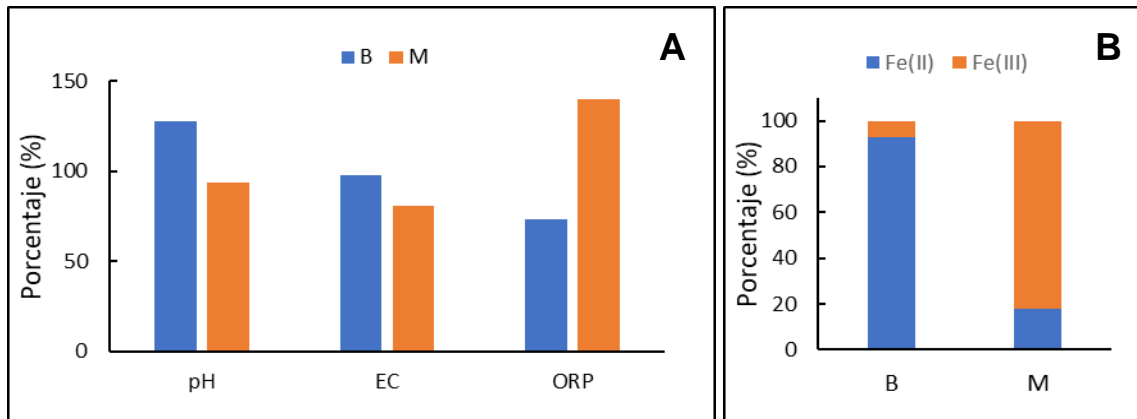 A
B M
Porcentaje (%)
150
100
50
0
pH EC ORP
B
Fe(II) Fe(III)
Porcentaje (%)
100
80
60
40
20
0
B M